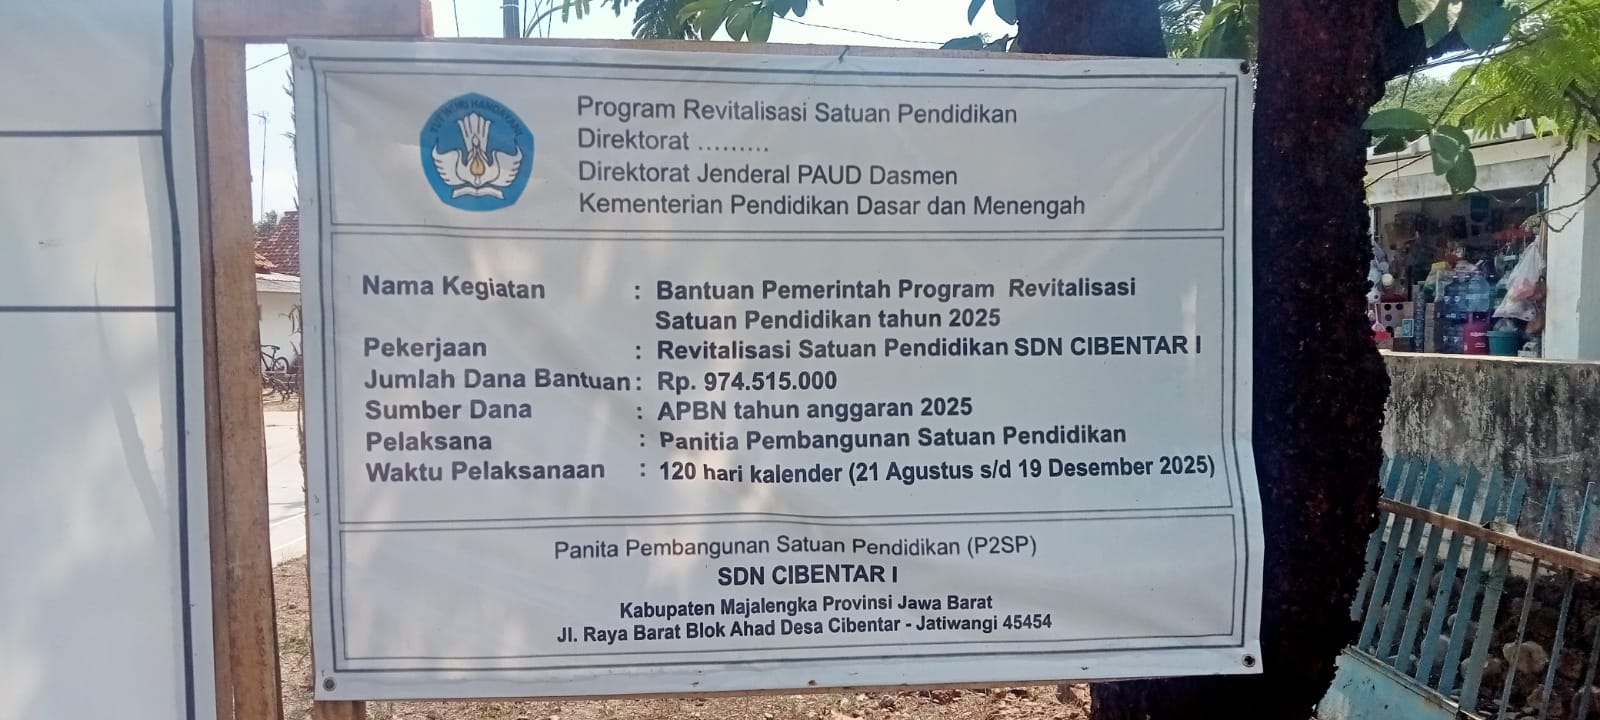 TUT WURI HANDAYANI
Program Revitalisasi Satuan Pendidikan
Direktorat .........
Direktorat Jenderal PAUD Dasmen
Kementerian Pendidikan Dasar dan Menengah
Nama Kegiatan : Bantuan Pemerintah Program Revitalisasi
Satuan Pendidikan tahun 2025
Pekerjaan : Revitalisasi Satuan Pendidikan SDN CIBENTAR I
Jumlah Dana Bantuan : Rp. 974.515.000
Sumber Dana : APBN tahun anggaran 2025
Pelaksana : Panitia Pembangunan Satuan Pendidikan
Waktu Pelaksanaan : 120 hari kalender (21 Agustus s/d 19 Desember 2025)
Panita Pembangunan Satuan Pendidikan (P2SP)
SDN CIBENTAR I
Kabupaten Majalengka Provinsi Jawa Barat
Jl. Raya Barat Blok Ahad Desa Cibentar - Jatiwangi 45454